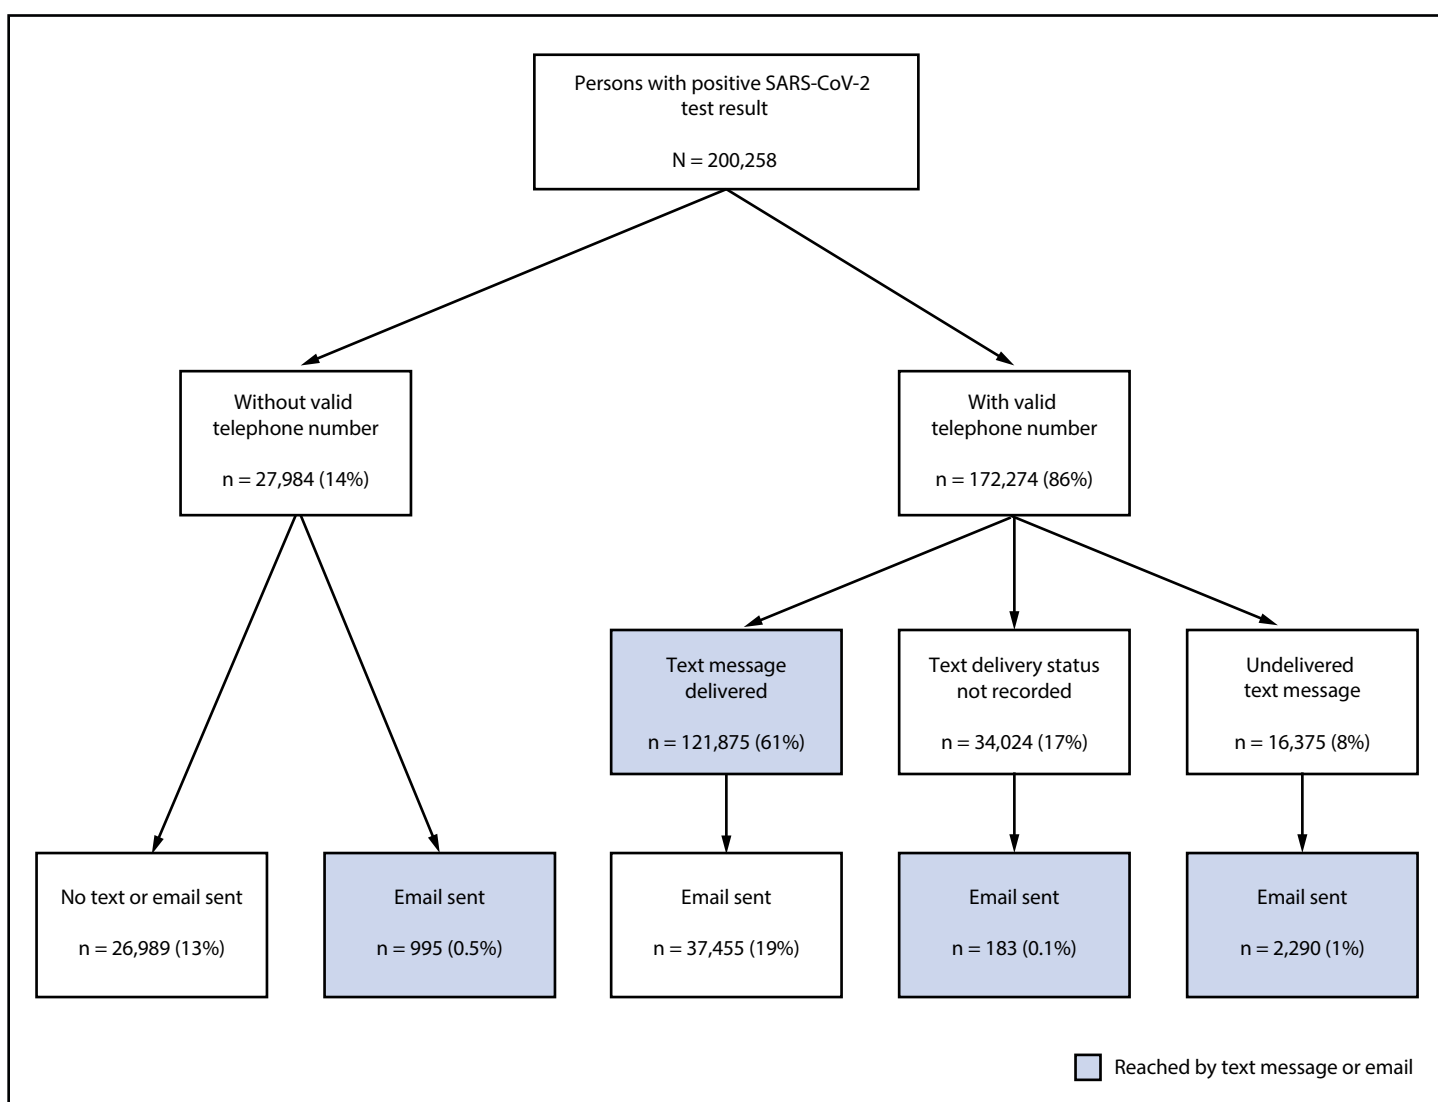 Persons with positive SARS-CoV-2
test result
N = 200,258
Without valid
telephone number
n = 27,984 (14%)
With valid
telephone number
n = 172,274 (86%)
Text message
delivered
n = 121,875 (61%)
Text delivery status
not recorded
n = 34,024 (17%)
Undelivered
text message
n = 16,375 (8%)
No text or email sent
n = 26,989 (13%)
Email sent
n = 995 (0.5%)
Email sent
n = 37,455 (19%)
Email sent
n = 183 (0.1%)
Email sent
n = 2,290 (1%)
Reached by text message or email